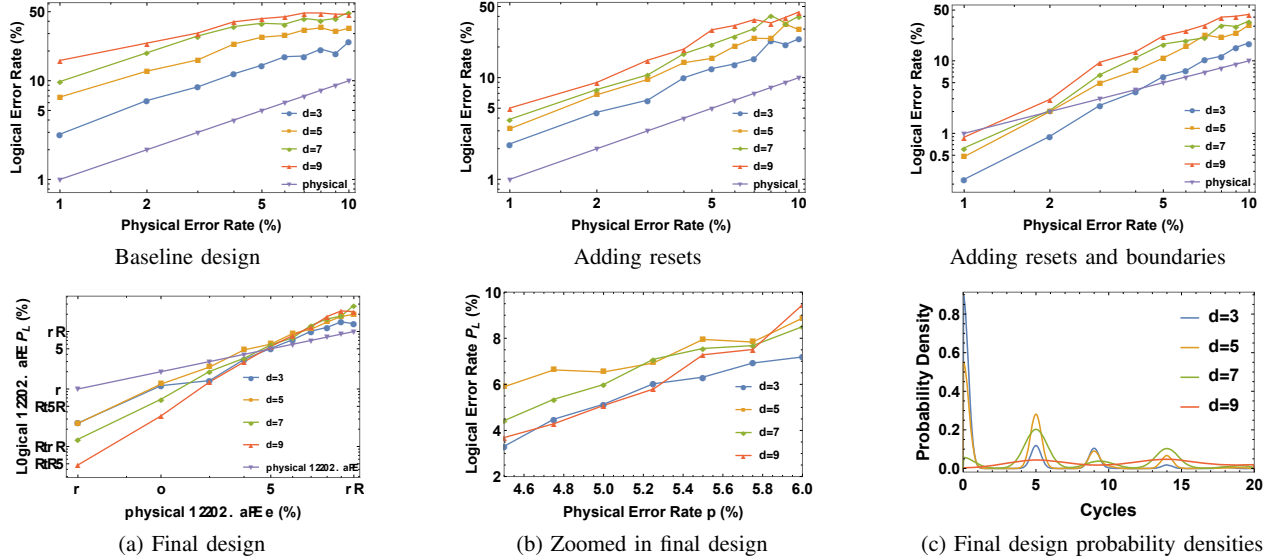 Logical Error Rate (%)
50
10
5
1
d=3
d=5
d=7
d=9
physical
1
2
5
10
Physical Error Rate (%)
Baseline design
Logical Error Rate (%)
50
10
5
1
d=3
d=5
d=7
d=9
physical
1
2
5
10
Physical Error Rate (%)
Adding resets
Logical Error Rate (%)
50
10
5
1
0.5
d=3
d=5
d=7
d=9
physical
1
2
5
10
Physical Error Rate (%)
Adding resets and boundaries
r R
5
r
d=3
d=5
d=7
d=9
r
o
5
rR
(a) Final design
Logical Error Rate P_L (%)
10
8
6
4
2
d=3
d=5
d=7
d=9
4.6
4.8
5.0
5.2
5.4
5.6
5.8
6.0
Physical Error Rate p (%)
(b) Zoomed in final design
Probability Density
0.8
0.6
0.4
0.2
0.0
d=3
d=5
d=7
d=9
0
5
10
15
20
Cycles
(c) Final design probability densities